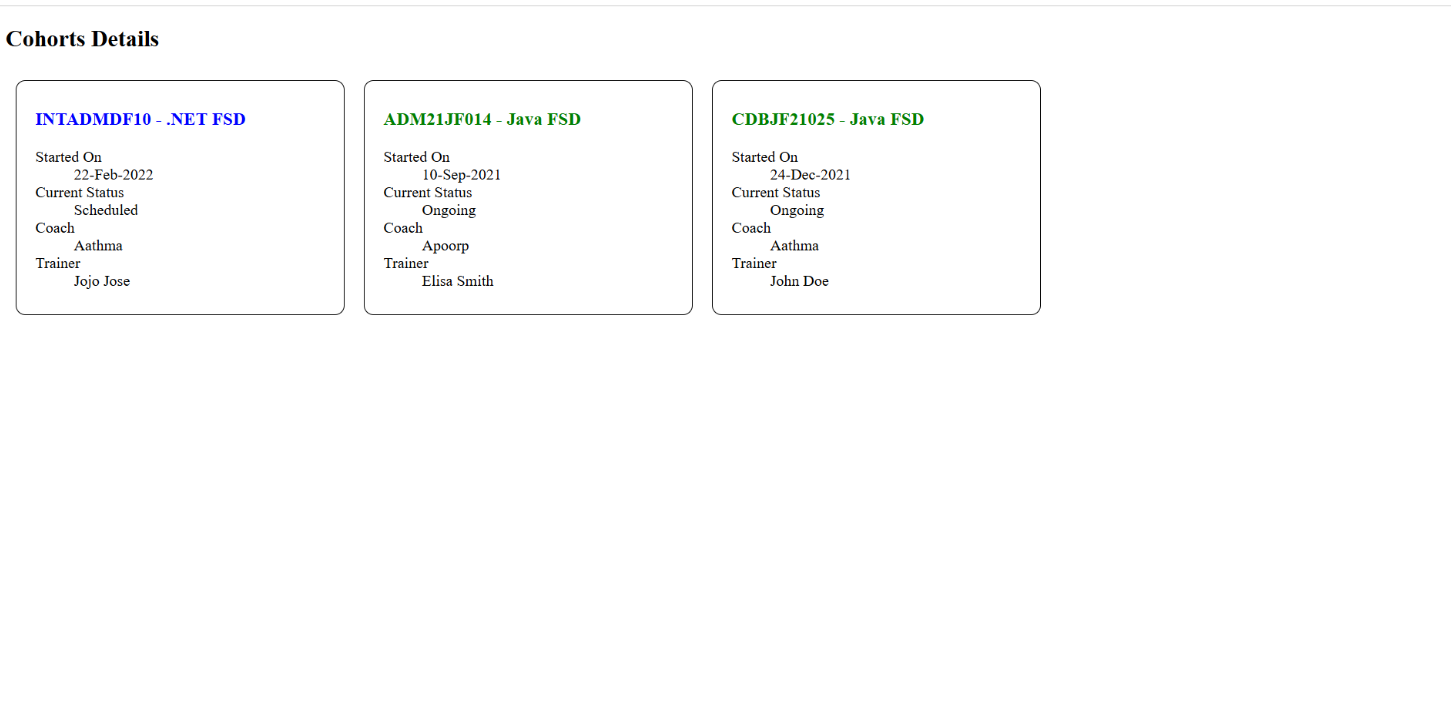 Cohorts Details
INTADMDF10 - .NET FSD
Started On
22-Feb-2022
Current Status
Scheduled
Coach
Aathma
Trainer
Jojo Jose
ADM21JF014 - Java FSD
Started On
10-Sep-2021
Current Status
Ongoing
Coach
Apoorp
Trainer
Elisa Smith
CDBJF21025 - Java FSD
Started On
24-Dec-2021
Current Status
Ongoing
Coach
Aathma
Trainer
John Doe